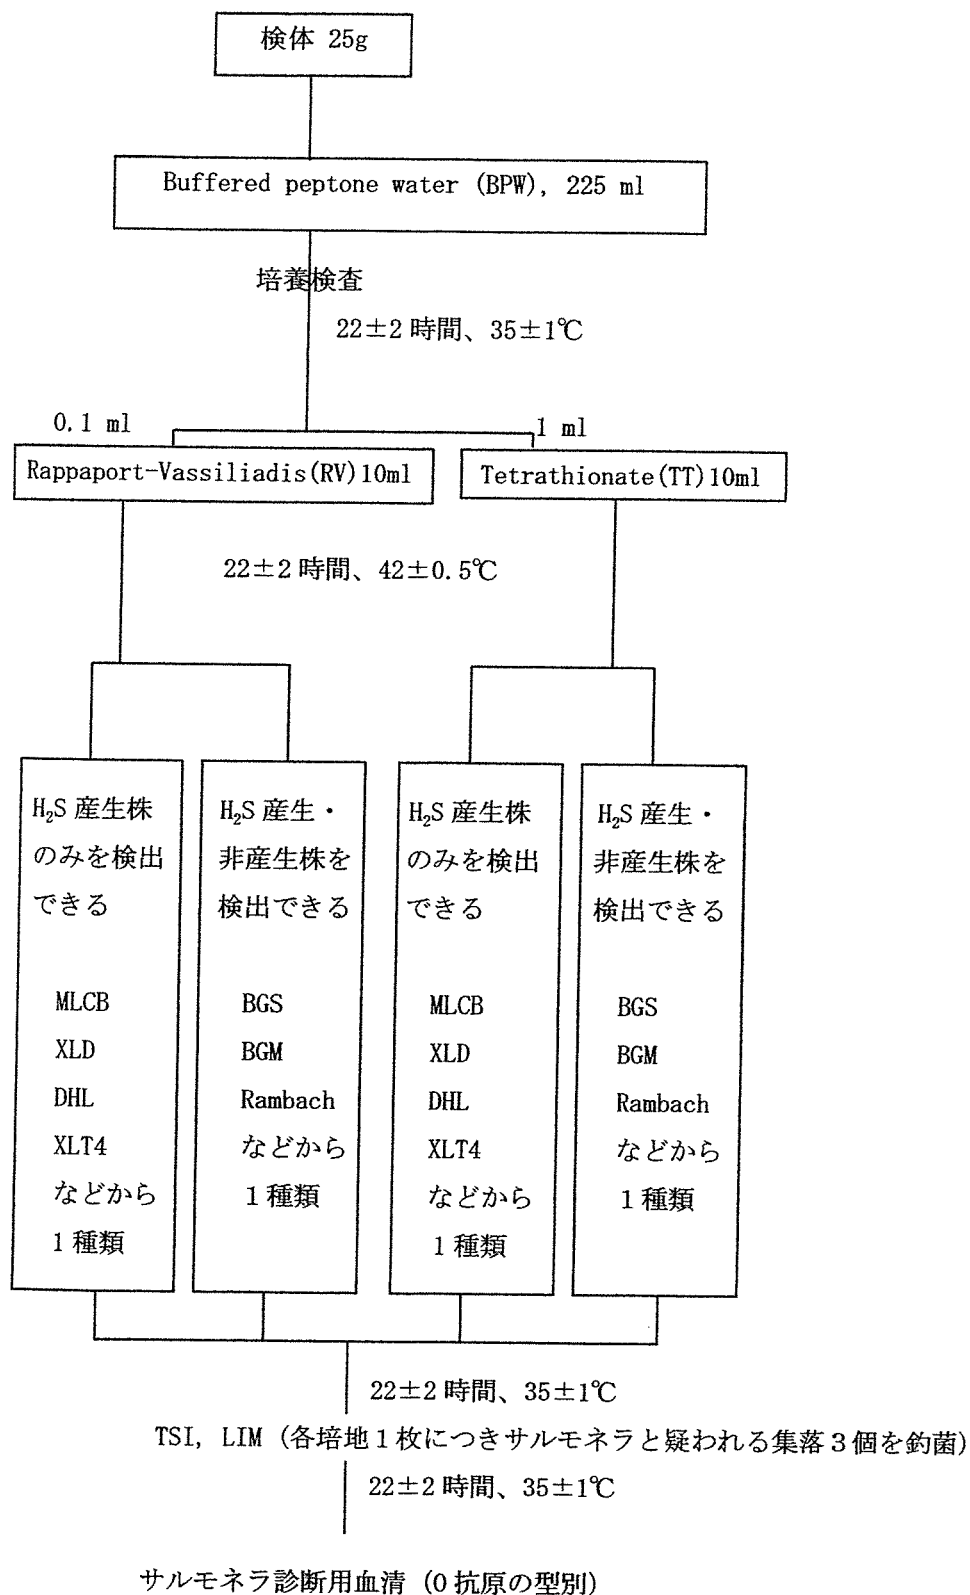 検体 25g
Buffered peptone water (BPW), 225 ml
培養検査
22±2 時間、35±1℃
0.1 ml
1 ml
Rappaport-Vassiliadis(RV)10ml
Tetrathionate(TT)10ml
22±2 時間、42±0.5℃
H₂S 産生株
のみを検出
できる
MLCB
XLD
DHL
XLT4
などから
1 種類
H₂S 産生・
非産生株を
検出できる
BGS
BGM
Rambach
などから
1 種類
H₂S 産生株
のみを検出
できる
MLCB
XLD
DHL
XLT4
などから
1 種類
H₂S 産生・
非産生株を
検出できる
BGS
BGM
Rambach
などから
1 種類
22±2 時間、35±1℃
TSI, LIM (各培地 1 枚につきサルモネラと疑われる集落 3 個を釣菌)
22±2 時間、35±1℃
サルモネラ診断用血清 (O 抗原の型別)